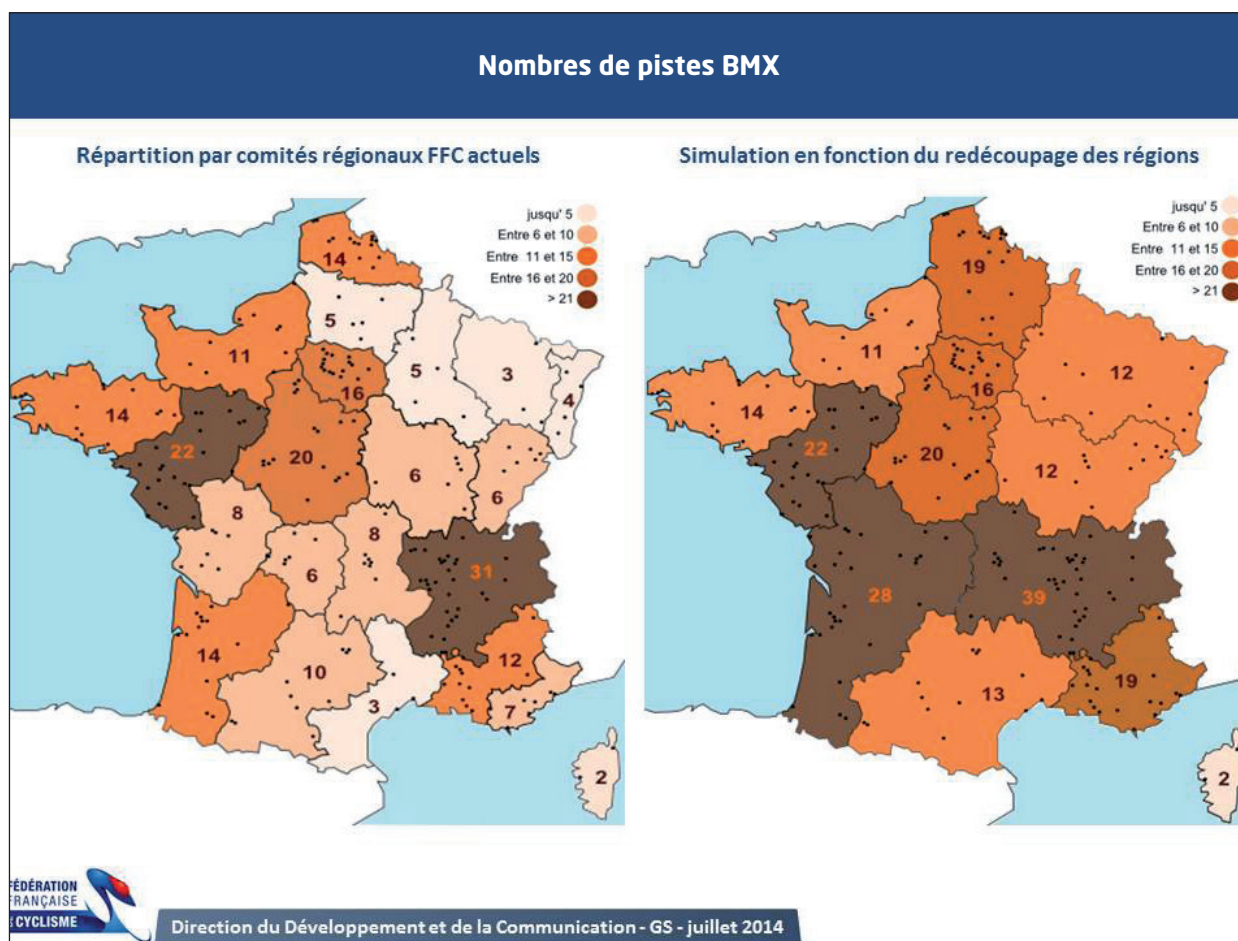 Nombres de pistes BMX
Répartition par comités régionaux FFC actuels
jusqu' 5
Entre 6 et 10
Entre 11 et 15
Entre 16 et 20
> 21
14
5
11
5
3
4
16
14
22
20
6
6
8
8
6
31
14
10
12
3
7
2
Simulation en fonction du redécoupage des régions
jusqu' 5
Entre 6 et 10
Entre 11 et 15
Entre 16 et 20
> 21
19
11
16
12
14
22
20
12
28
39
13
19
2
FÉDÉRATION
FRANÇAISE
DE CYCLISME
Direction du Développement et de la Communication - GS - juillet 2014